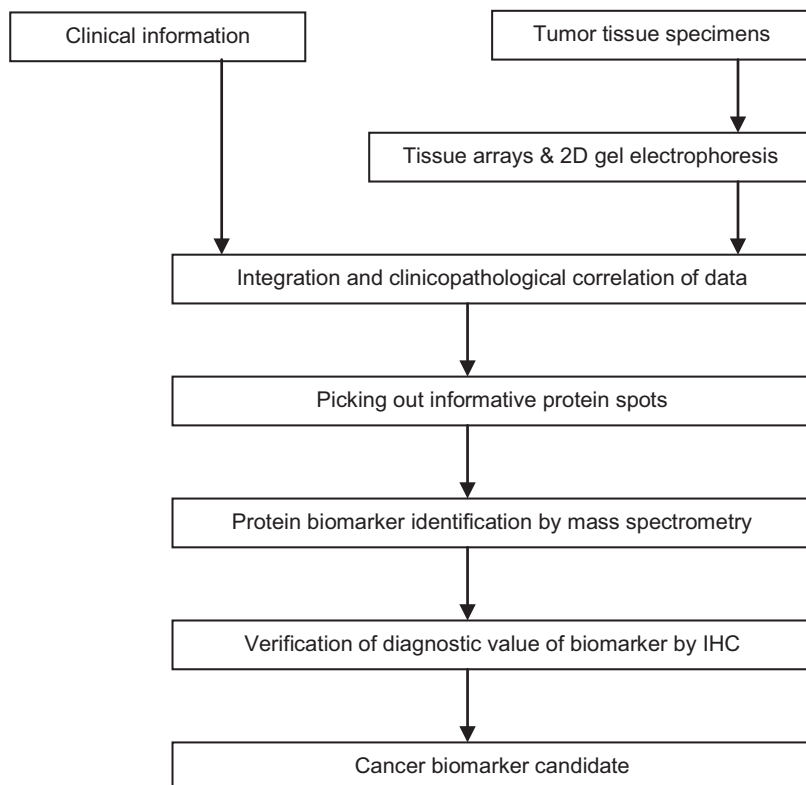 Clinical information
Tumor tissue specimens
Tissue arrays & 2D gel electrophoresis
Integration and clinicopathological correlation of data
Picking out informative protein spots
Protein biomarker identification by mass spectrometry
Verification of diagnostic value of biomarker by IHC
Cancer biomarker candidate